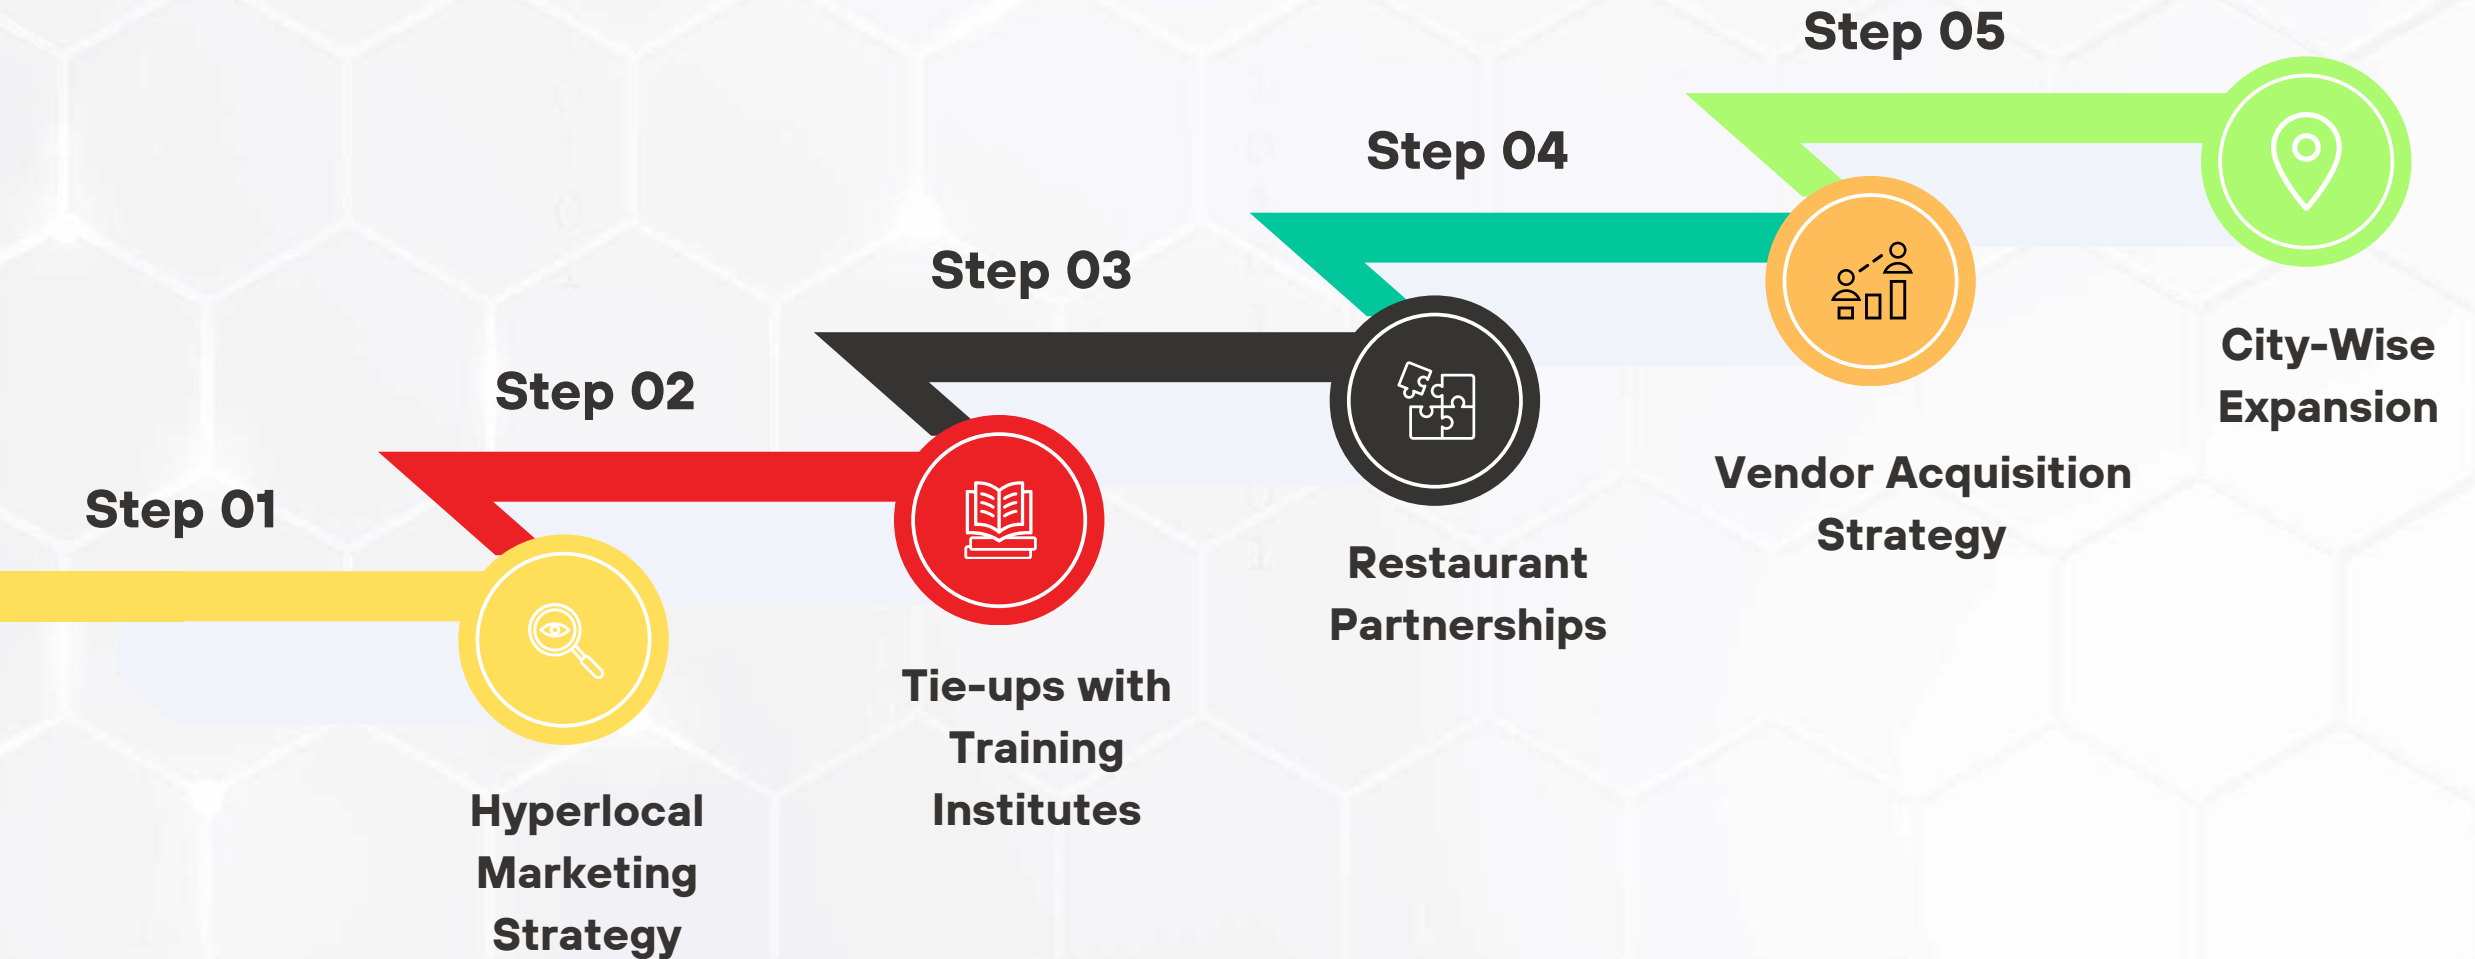 Step 01
Hyperlocal
Marketing
Strategy
Step 02
Tie-ups with
Training
Institutes
Step 03
Restaurant
Partnerships
Step 04
Vendor Acquisition
Strategy
Step 05
City-Wise
Expansion